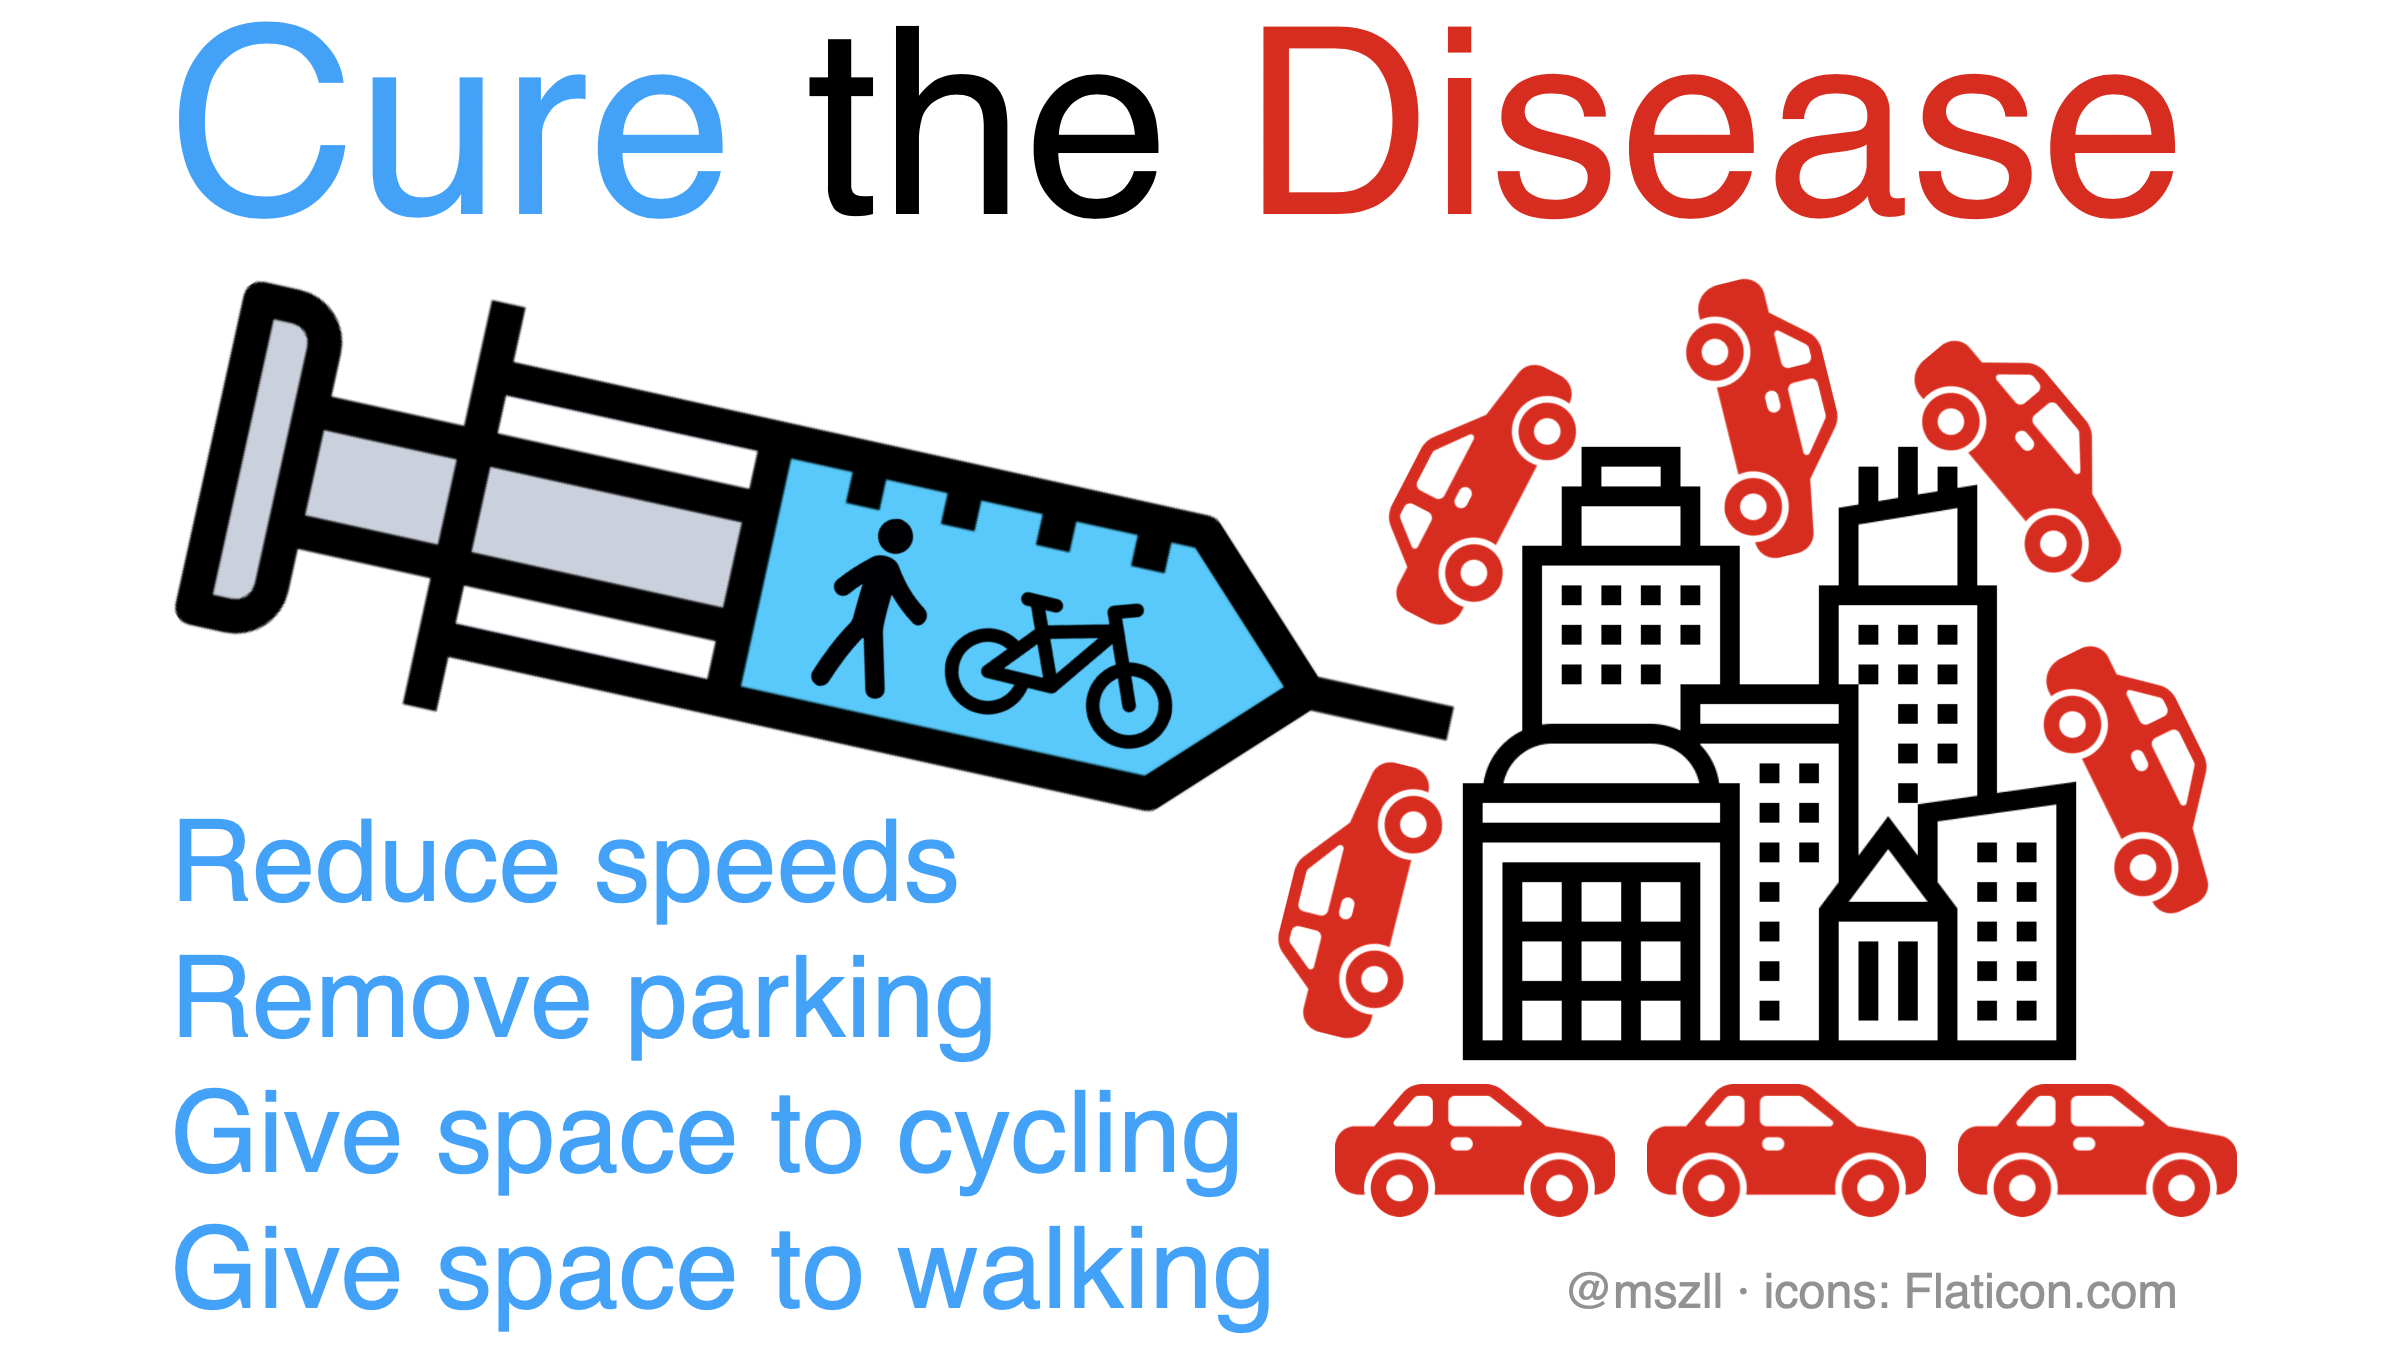 Cure the Disease
Reduce speeds
Remove parking
Give space to cycling
Give space to walking
@mszll · icons: Flaticon.com